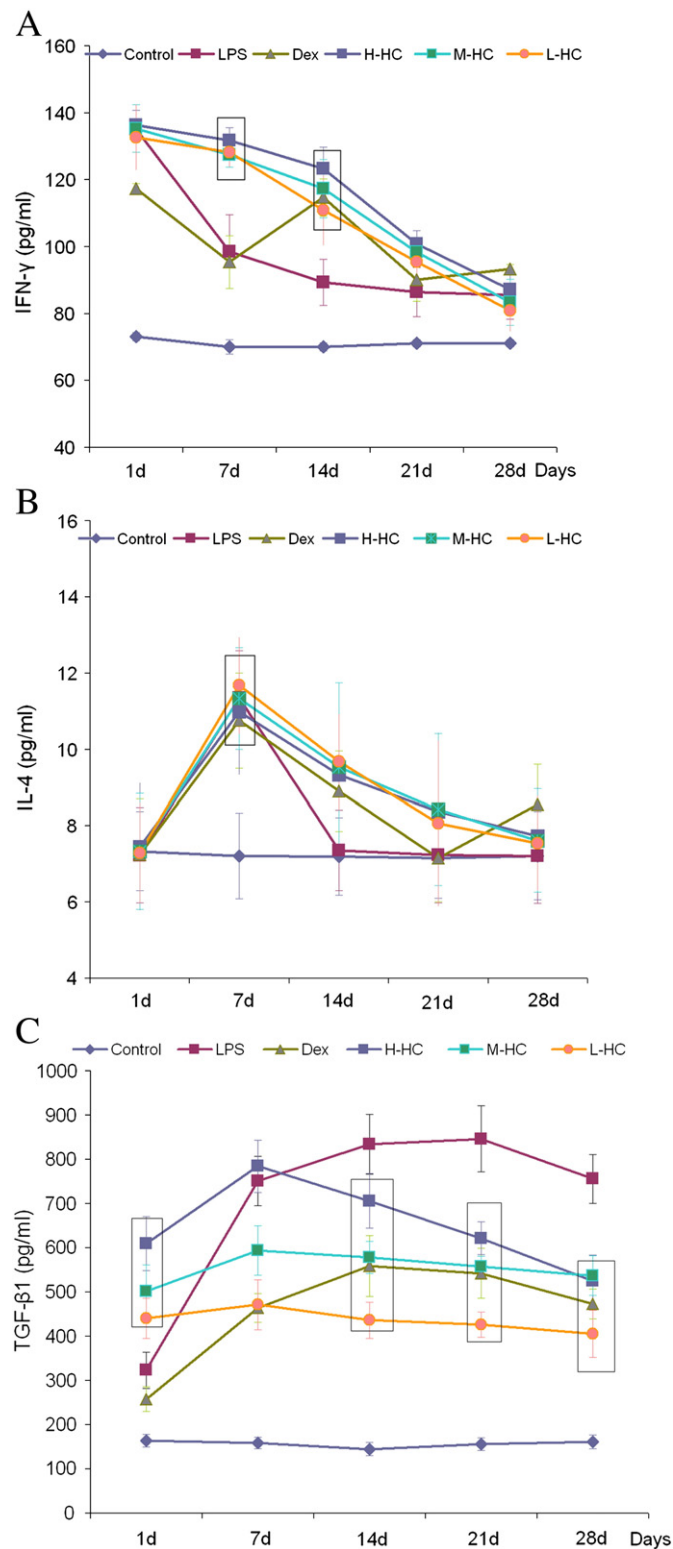 A
160
Control LPS Dex H-HC M-HC L-HC
140
120
100
80
60
40
IFN-γ (pg/ml)
1d 7d 14d 21d 28d Days
B
16
Control LPS Dex H-HC M-HC L-HC
14
12
10
8
6
4
IL-4 (pg/ml)
1d 7d 14d 21d 28d
C
Control LPS Dex H-HC M-HC L-HC
1000
900
800
700
600
500
400
300
200
100
0
TGF-β1 (pg/ml)
1d 7d 14d 21d 28d Days